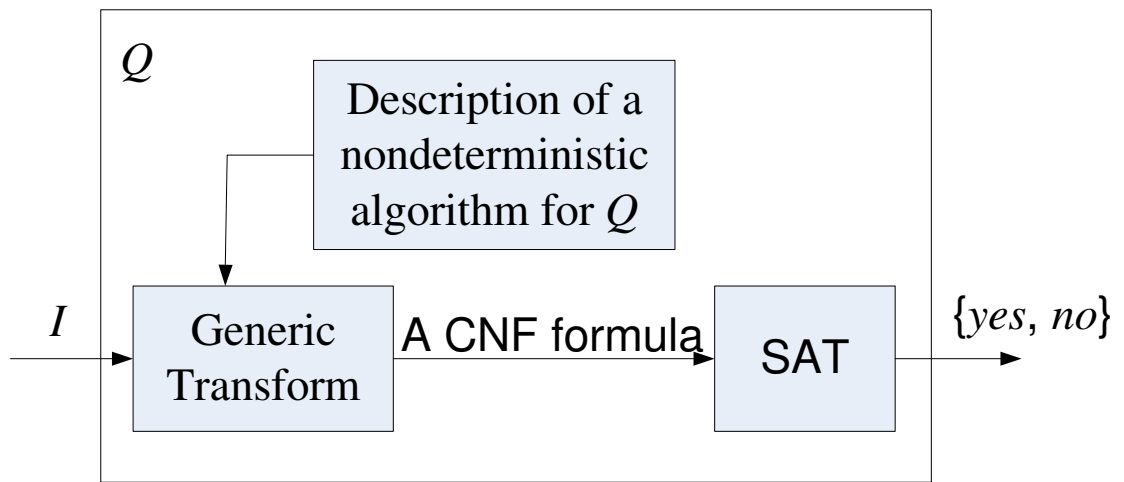 Q
Description of a
nondeterministic
algorithm for Q
I
Generic
Transform
A CNF formula
SAT
{yes, no}